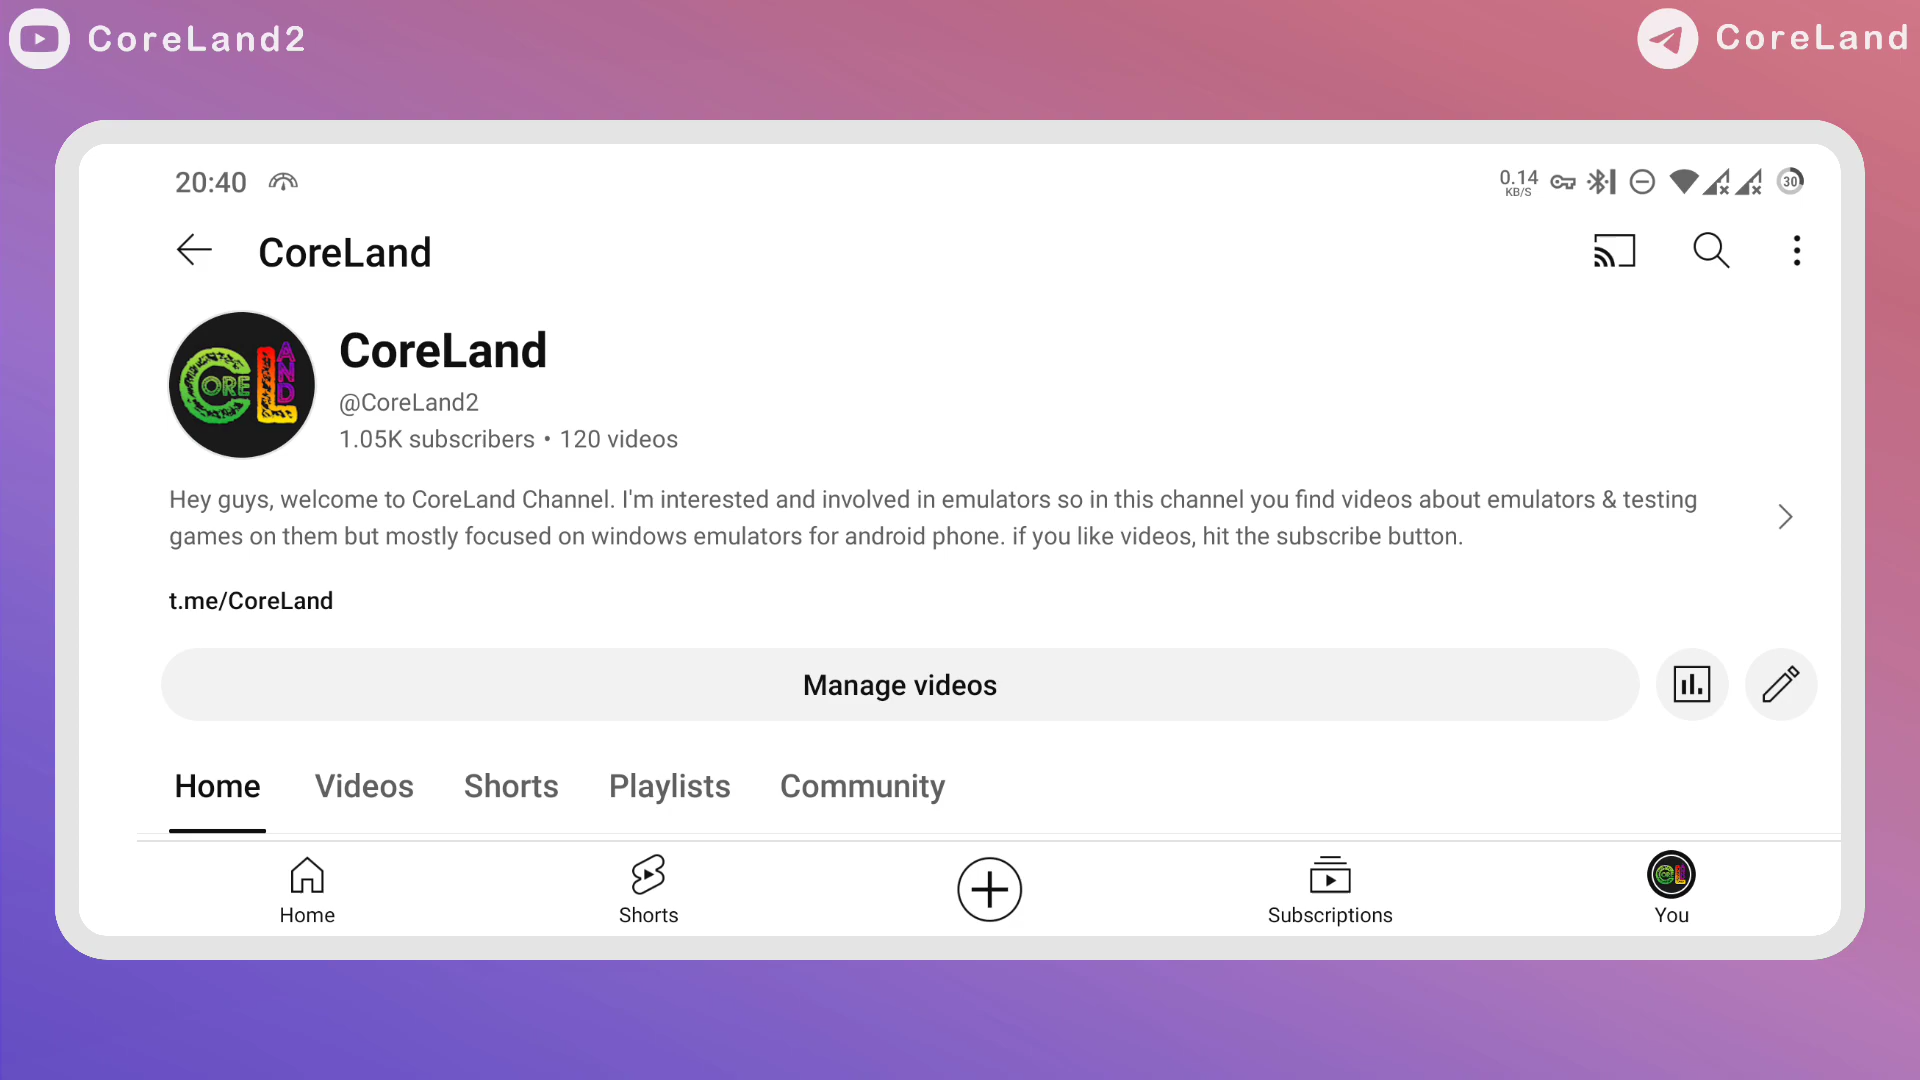 CoreLand2
CoreLand
20:40
0.14
KB/S
30
CoreLand
CORE LAND
CoreLand
@CoreLand2
1.05K subscribers • 120 videos
Hey guys, welcome to CoreLand Channel. I'm interested and involved in emulators so in this channel you find videos about emulators & testing
games on them but mostly focused on windows emulators for android phone. if you like videos, hit the subscribe button.
t.me/CoreLand
Manage videos
Home Videos Shorts Playlists Community
Home Shorts Subscriptions You